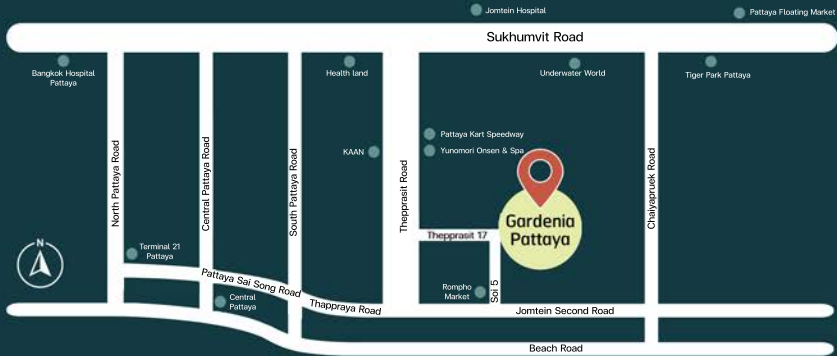 Jomtein Hospital
Pattaya Floating Market
Sukhumvit Road
Bangkok Hospital
Pattaya
Health land
Underwater World
Tiger Park Pattaya
North Pattaya Road
Central Pattaya Road
South Pattaya Road
KAAN
Thepprasit Road
Pattaya Kart Speedway
Yunomori Onsen & Spa
Chaiyapruek Road
Gardenia
Pattaya
Thepprasit 17
N
Terminal 21
Pattaya
Pattaya Sai Song Road
Central
Pattaya
Thappraya Road
Rompho
Market
Soi 5
Jomtein Second Road
Beach Road